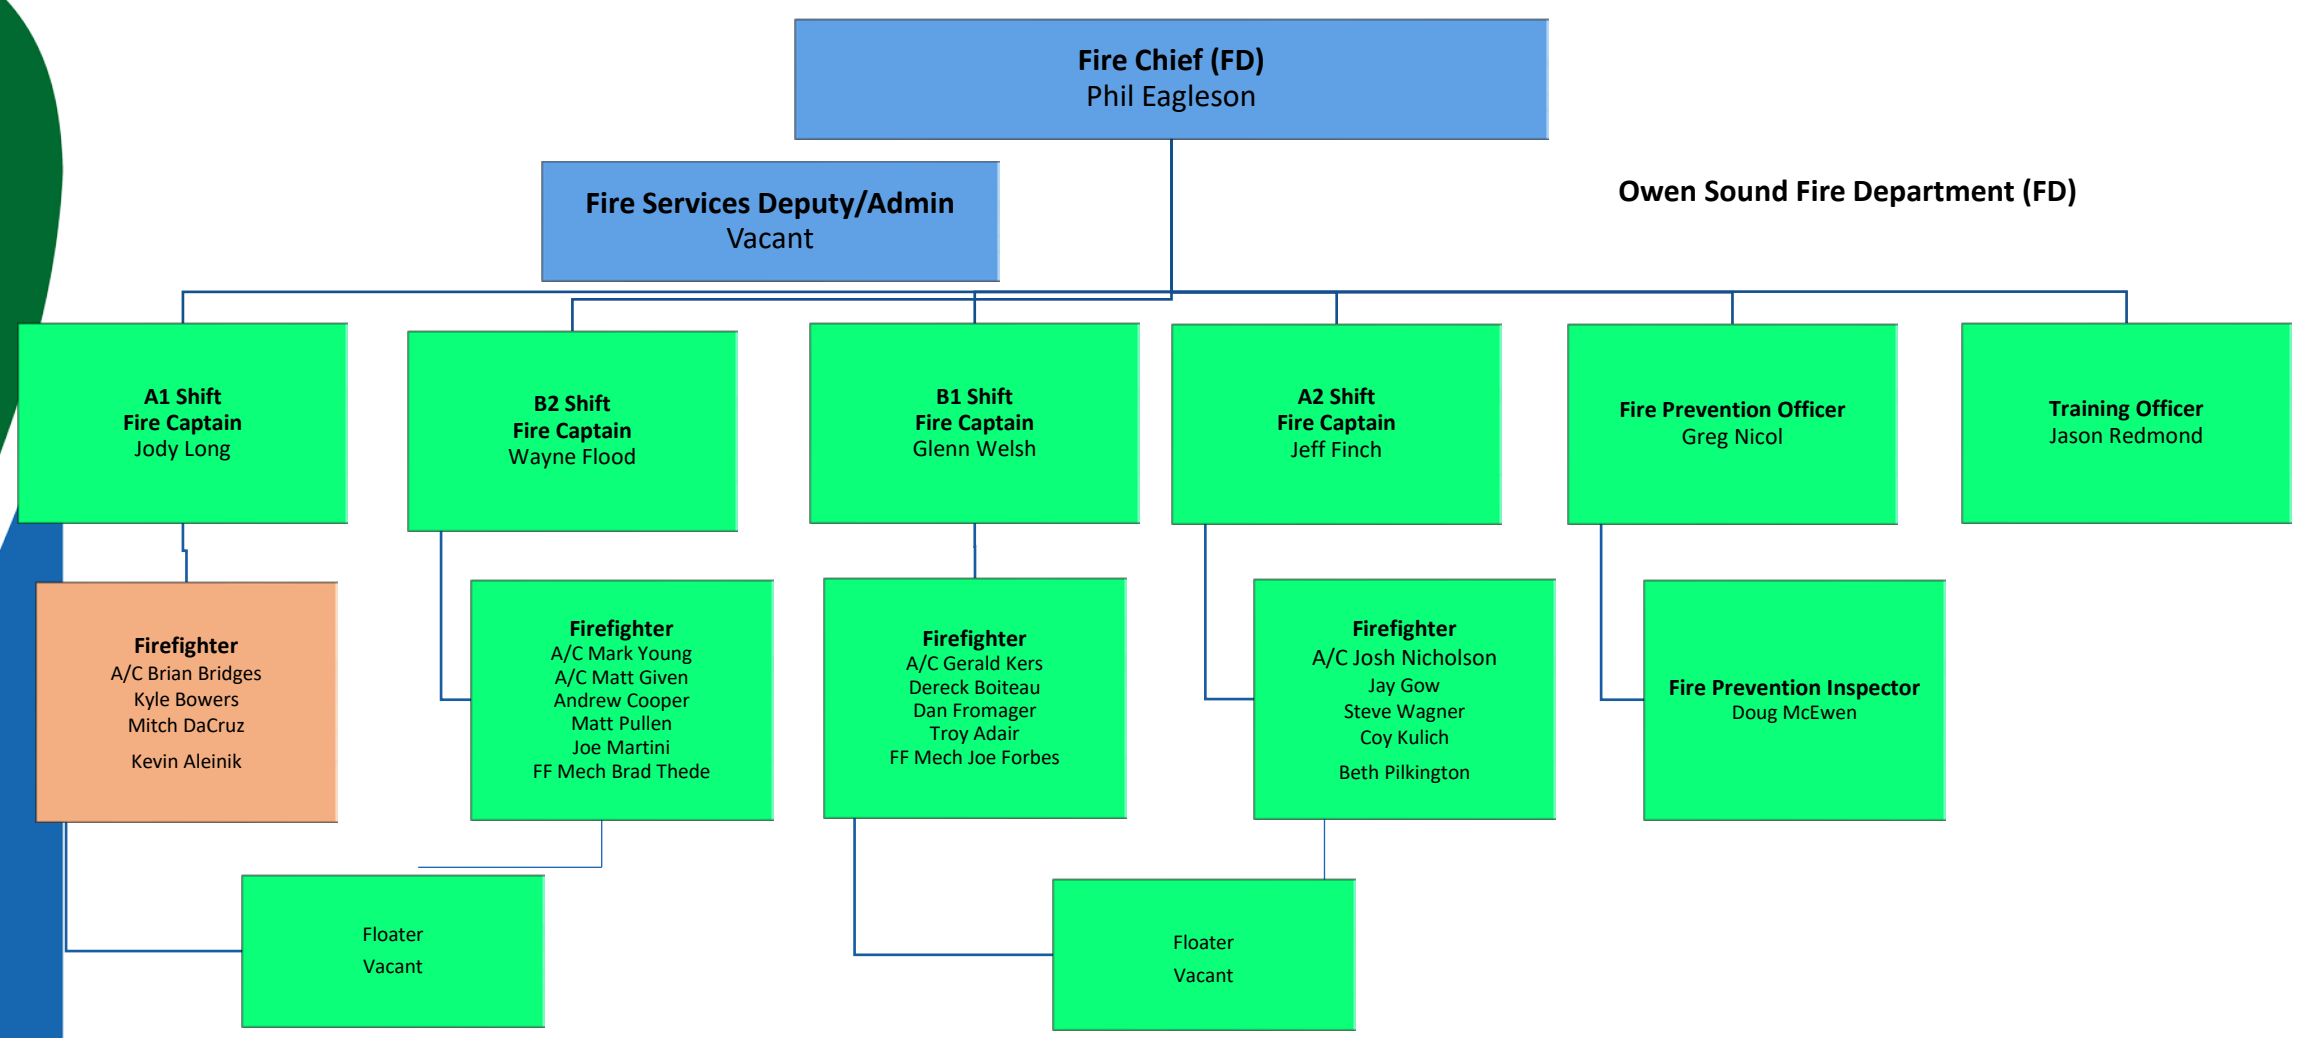 Fire Chief (FD)
Phil Eagleson
Fire Services Deputy/Admin
Vacant
Owen Sound Fire Department (FD)
A1 Shift
Fire Captain
Jody Long
B2 Shift
Fire Captain
Wayne Flood
B1 Shift
Fire Captain
Glenn Welsh
A2 Shift
Fire Captain
Jeff Finch
Fire Prevention Officer
Greg Nicol
Training Officer
Jason Redmond
Firefighter
A/C Brian Bridges
Kyle Bowers
Mitch DaCruz
Kevin Aleinik
Firefighter
A/C Mark Young
A/C Matt Given
Andrew Cooper
Matt Pullen
Joe Martini
FF Mech Brad Thede
Firefighter
A/C Gerald Kers
Dereck Boiteau
Dan Fromager
Troy Adair
FF Mech Joe Forbes
Firefighter
A/C Josh Nicholson
Jay Gow
Steve Wagner
Coy Kulich
Beth Pilkington
Fire Prevention Inspector
Doug McEwen
Floater
Vacant
Floater
Vacant